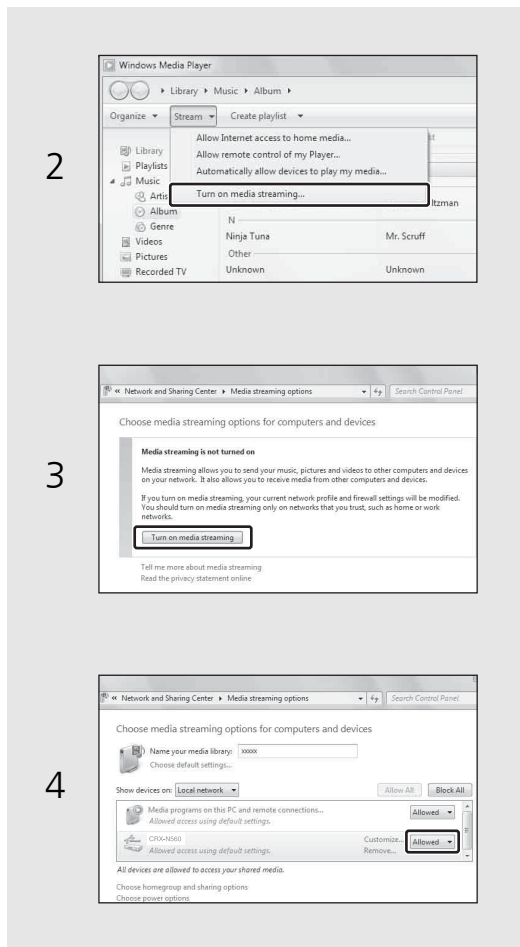 2
Windows Media Player
Library Music Album
Organize Stream Create playlist
Allow Internet access to home media...
Allow remote control of my Player...
Automatically allow devices to play my media...
Turn on media streaming...
Library
Playlists
Music
Artis
Album
Genre
Videos
Pictures
Recorded TV
ltzman
N
Ninja Tuna Mr. Scruff
Other
Unknown Unknown
3
« Network and Sharing Center Media streaming options Search Control Panel
Choose media streaming options for computers and devices
Media streaming is not turned on
Media streaming allows you to send your music, pictures and videos to other computers and devices
on your network. It also allows you to receive media from other computers and devices.
If you turn on media streaming, your current network profile and firewall settings will be modified.
You should turn on media streaming only on networks that you trust, such as home or work
networks.
Turn on media streaming
Tell me more about media streaming
Read the privacy statement online
4
« Network and Sharing Center Media streaming options Search Control Panel
Choose media streaming options for computers and devices
Name your media library: xxxxx
Choose default settings...
Show devices on: Local network Allow All Block All
Media programs on this PC and remote connections... Allowed
Allowed access using default settings.
CRX-N560 Customize... Allowed
Allowed access using default settings. Remove...
All devices are allowed to access your shared media.
Choose homegroup and sharing options
Choose power options